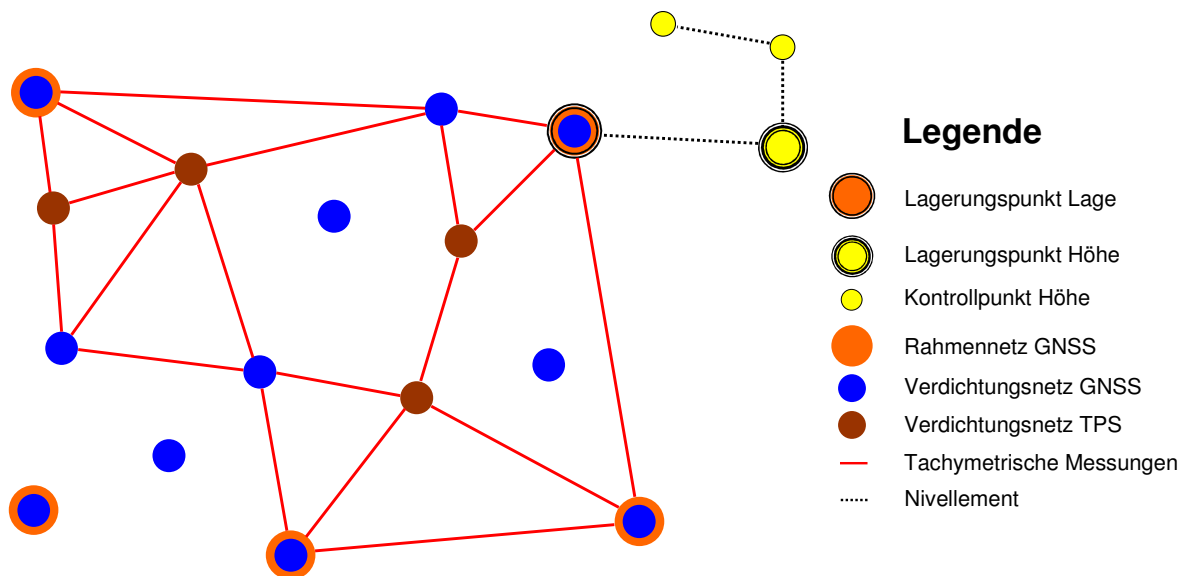 Legende
Lagerungspunkt Lage
Lagerungspunkt Höhe
Kontrollpunkt Höhe
Rahmennetz GNSS
Verdichtungsnetz GNSS
Verdichtungsnetz TPS
Tachymetrische Messungen
Nivellement